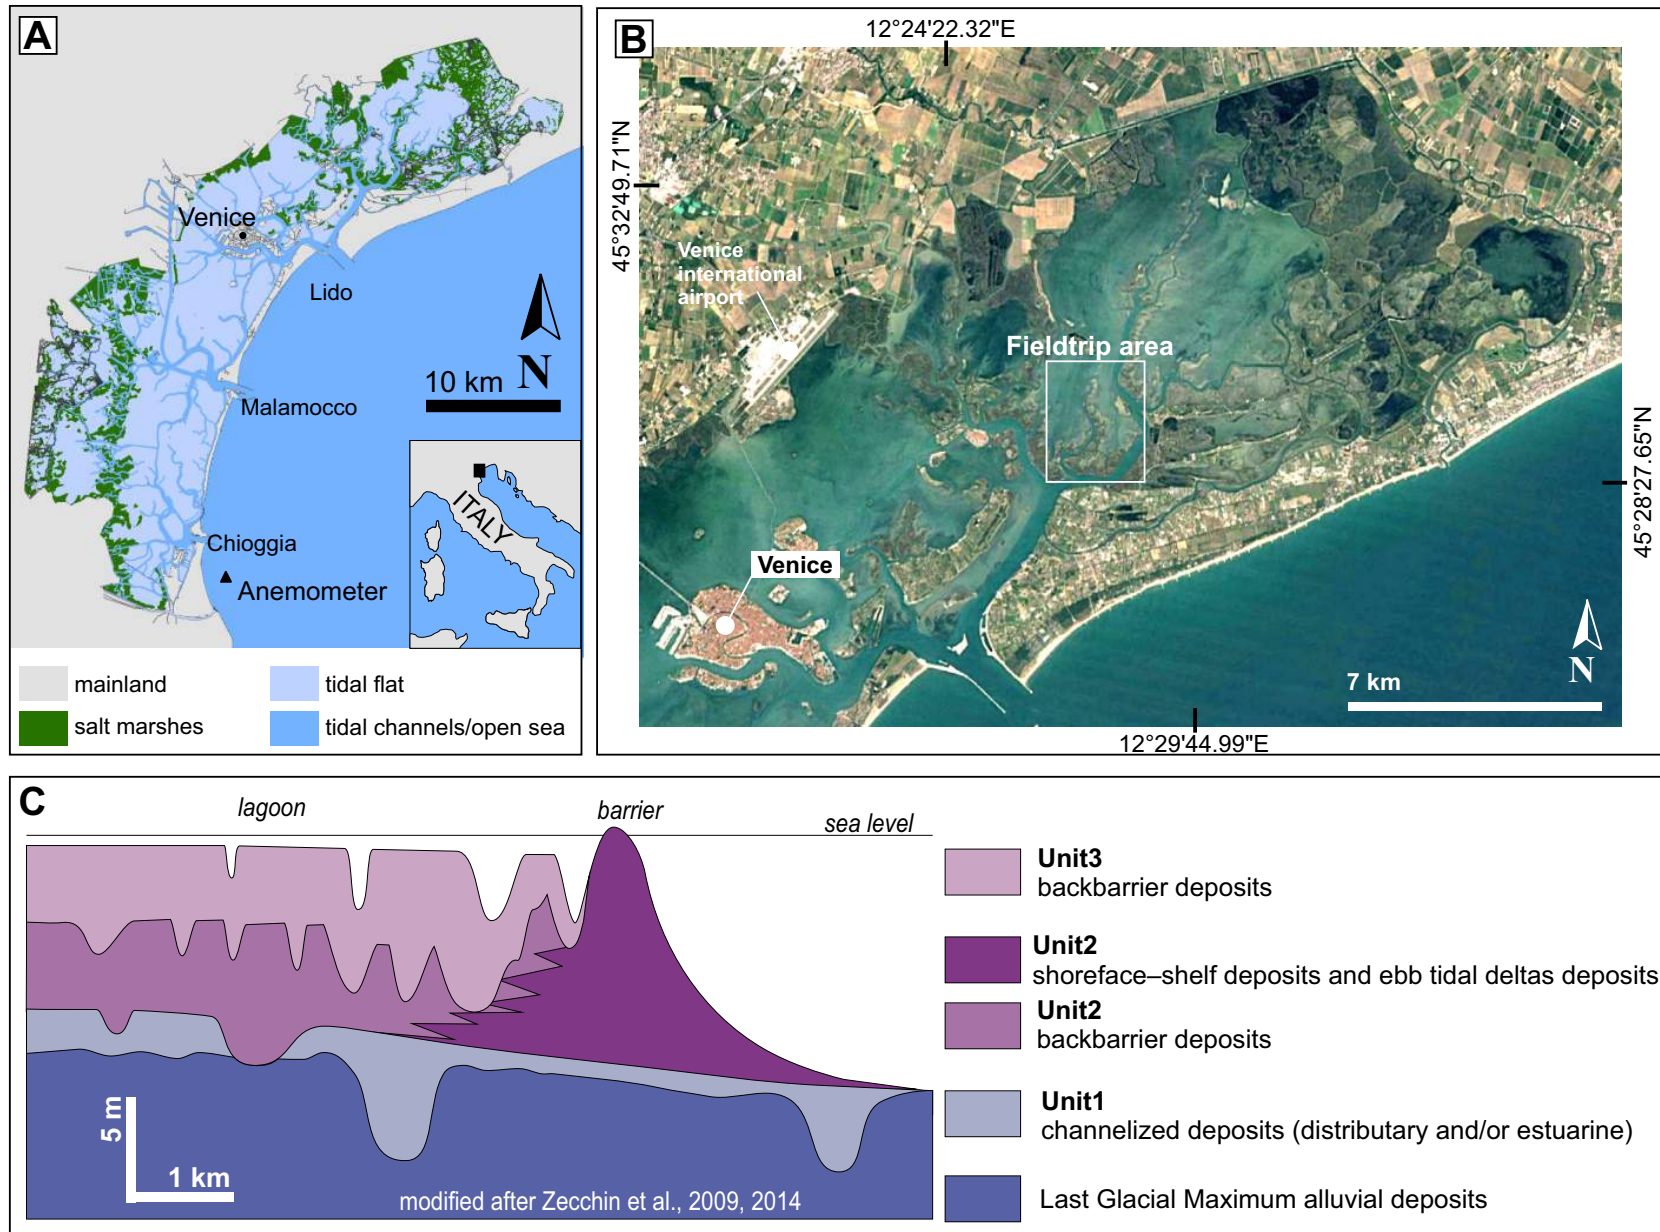 A
Venice
Lido
10 km
N
Malamocco
Chioggia
Anemometer
ITALY
mainland
tidal flat
salt marshes
tidal channels/open sea
B
12°24'22.32"E
45°32'49.71"N
Venice
international
airport
Fieldtrip area
Venice
45°28'27.65"N
N
7 km
12°29'44.99"E
C
lagoon
barrier
sea level
5 m
1 km
modified after Zecchin et al., 2009, 2014
Unit3
backbarrier deposits
Unit2
shoreface–shelf deposits and ebb tidal deltas deposits
Unit2
backbarrier deposits
Unit1
channelized deposits (distributary and/or estuarine)
Last Glacial Maximum alluvial deposits